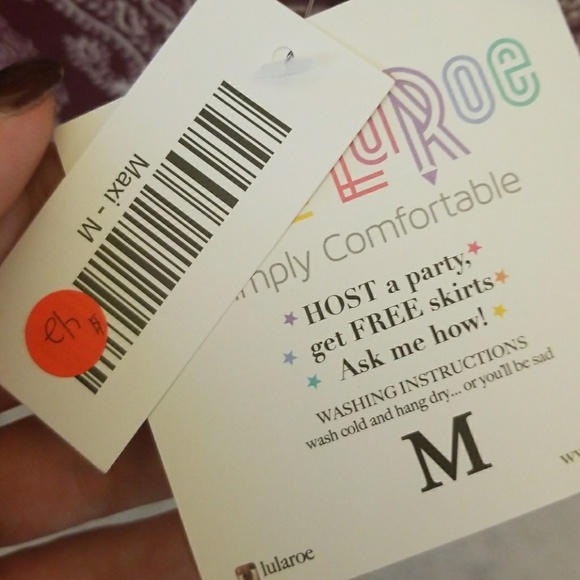 Maxi - M
LuLaRoe
Simply Comfortable
HOST a party,
get FREE skirts
Ask me how!
WASHING INSTRUCTIONS
wash cold and hang dry... or you'll be sad
M
lularoe